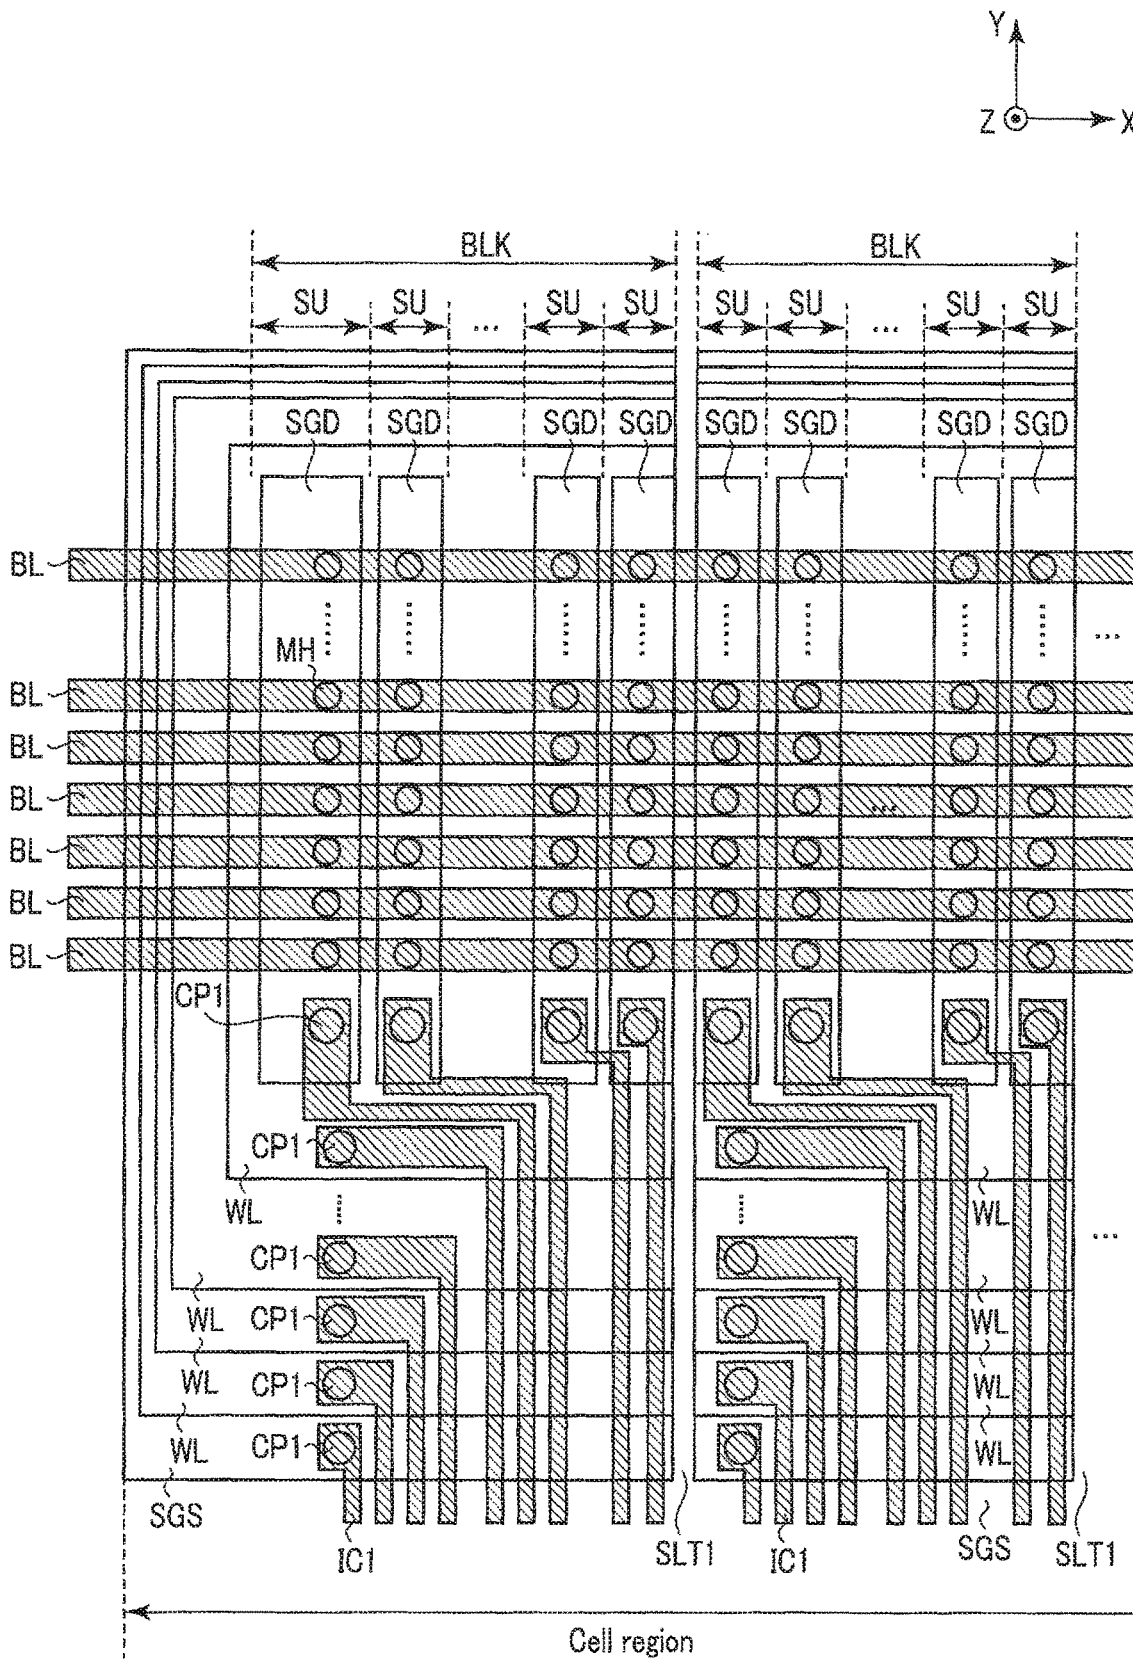 Y
Z X
BLK BLK
SU SU ... SU SU SU SU ... SU SU
SGD SGD SGD SGD SGD SGD SGD SGD
BL
...
MH
BL
BL
BL ...
BL
BL
BL
CP1
CP1
WL WL
CP1 ...
WL CP1 WL
WL CP1 WL
WL CP1 WL
SGS IC1 SLT1 IC1 SGS SLT1
Cell region